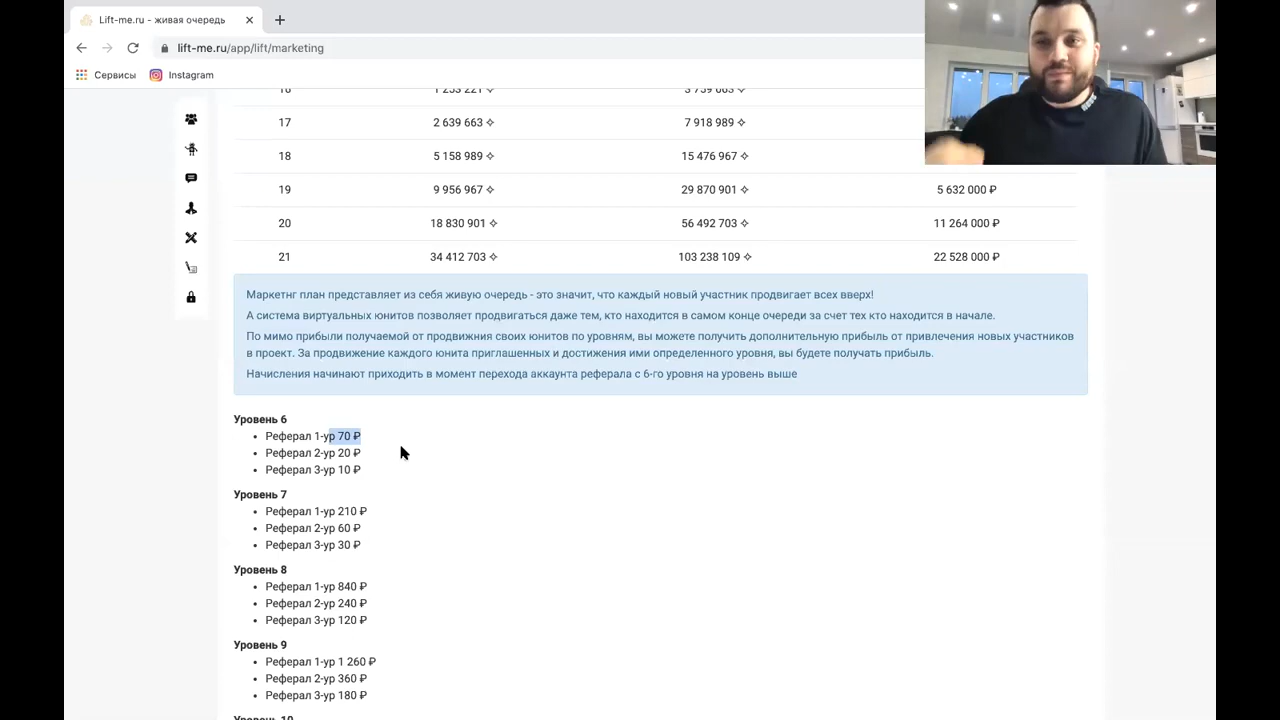 Lift-me.ru - живая очередь
lift-me.ru/app/lift/marketing
Сервисы
Instagram
17 2 639 663 7 918 989
18 5 158 989 15 476 967
19 9 956 967 29 870 901 5 632 000 ₽
20 18 830 901 56 492 703 11 264 000 ₽
21 34 412 703 103 238 109 22 528 000 ₽
Маркетнг план представляет из себя живую очередь - это значит, что каждый новый участник продвигает всех вверх!
А система виртуальных юнитов позволяет продвигаться даже тем, кто находится в самом конце очереди за счет тех кто находится в начале.
По мимо прибыли получаемой от продвижния своих юнитов по уровням, вы можете получить дополнительную прибыль от привлечения новых участников
в проект. За продвижение каждого юнита приглашенных и достижения ими определенного уровня, вы будете получать прибыль.
Начисления начинают приходить в момент перехода аккаунта реферала с 6-го уровня на уровень выше
Уровень 6
Реферал 1-ур 70 ₽
Реферал 2-ур 20 ₽
Реферал 3-ур 10 ₽
Уровень 7
Реферал 1-ур 210 ₽
Реферал 2-ур 60 ₽
Реферал 3-ур 30 ₽
Уровень 8
Реферал 1-ур 840 ₽
Реферал 2-ур 240 ₽
Реферал 3-ур 120 ₽
Уровень 9
Реферал 1-ур 1 260 ₽
Реферал 2-ур 360 ₽
Реферал 3-ур 180 ₽